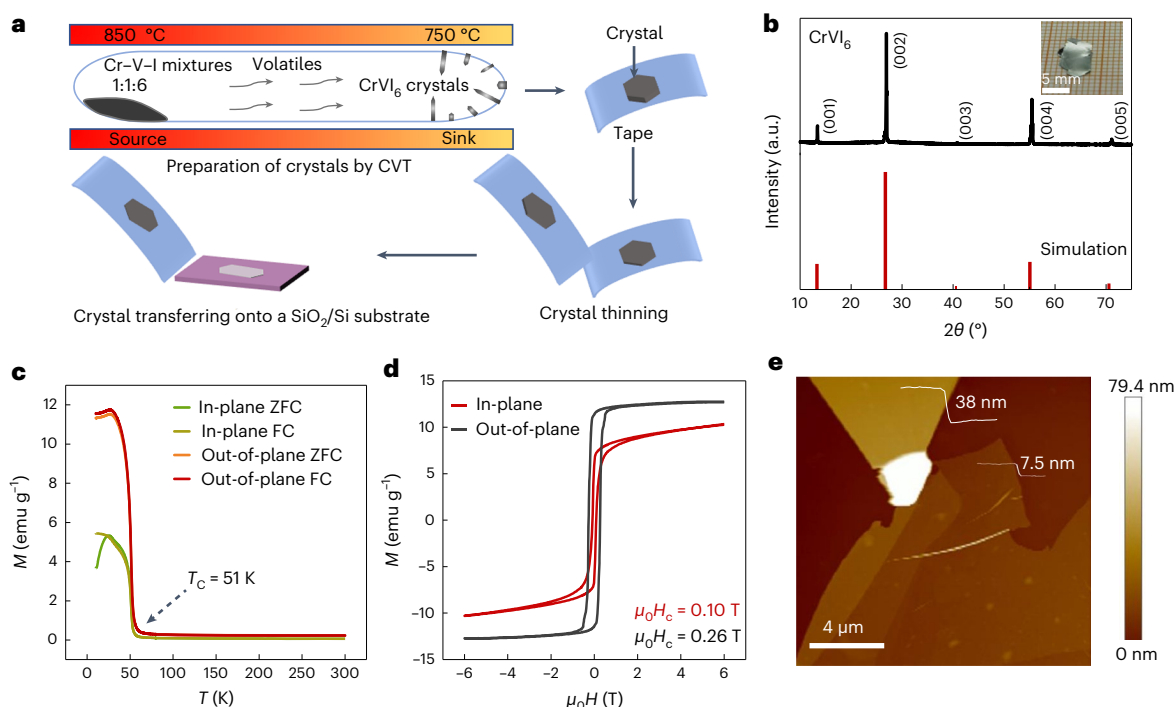 a
850 °C
750 °C
Cr–V–I mixtures
1:1:6
Volatiles
CrVI₆ crystals
Source
Sink
Preparation of crystals by CVT
Crystal
Tape
Crystal thinning
Crystal transferring onto a SiO₂/Si substrate
b
CrVI₆
(001)
(002)
(003)
(004)
(005)
5 mm
Simulation
Intensity (a.u.)
10 20 30 40 50 60 70
2θ (°)
c
12
10
8
6
4
2
0
M (emu g⁻¹)
In-plane ZFC
In-plane FC
Out-of-plane ZFC
Out-of-plane FC
T_C = 51 K
0 50 100 150 200 250 300
T (K)
d
15
10
5
0
–5
–10
–15
M (emu g⁻¹)
In-plane
Out-of-plane
μ₀H_c = 0.10 T
μ₀H_c = 0.26 T
–6 –4 –2 0 2 4 6
μ₀H (T)
e
38 nm
7.5 nm
4 μm
79.4 nm
0 nm